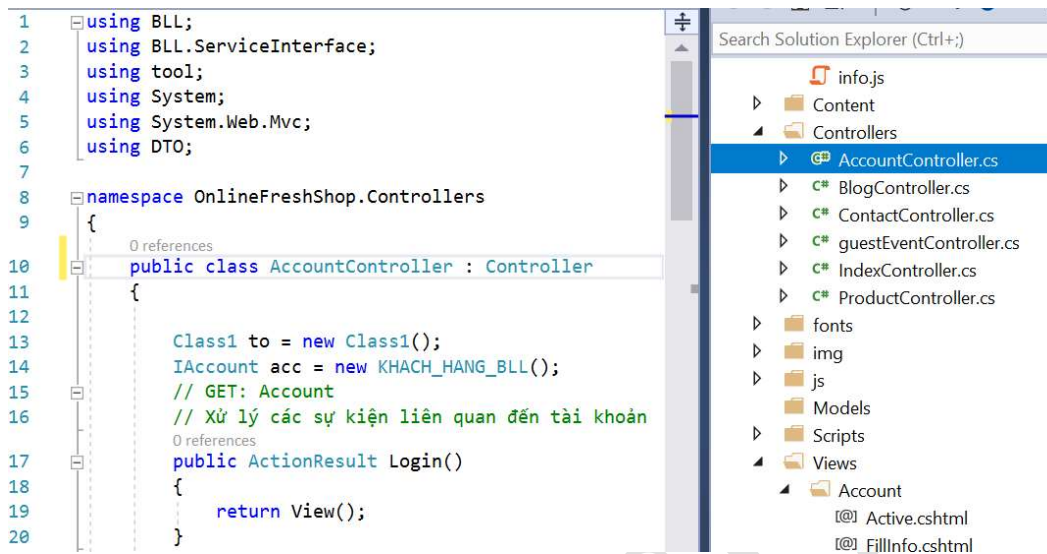 1 using BLL;
2 using BLL.ServiceInterface;
3 using tool;
4 using System;
5 using System.Web.Mvc;
6 using DTO;
7
8 namespace OnlineFreshShop.Controllers
9 {
0 references
10 public class AccountController : Controller
11 {
12
13 Class1 to = new Class1();
14 IAccount acc = new KHACH_HANG_BLL();
15 // GET: Account
16 // Xử lý các sự kiện liên quan đến tài khoản
0 references
17 public ActionResult Login()
18 {
19 return View();
20 }
Search Solution Explorer (Ctrl+;)
info.js
Content
Controllers
C# AccountController.cs
C# BlogController.cs
C# ContactController.cs
C# guestEventController.cs
C# IndexController.cs
C# ProductController.cs
fonts
img
js
Models
Scripts
Views
Account
[@] Active.cshtml
[@] FillInfo.cshtml